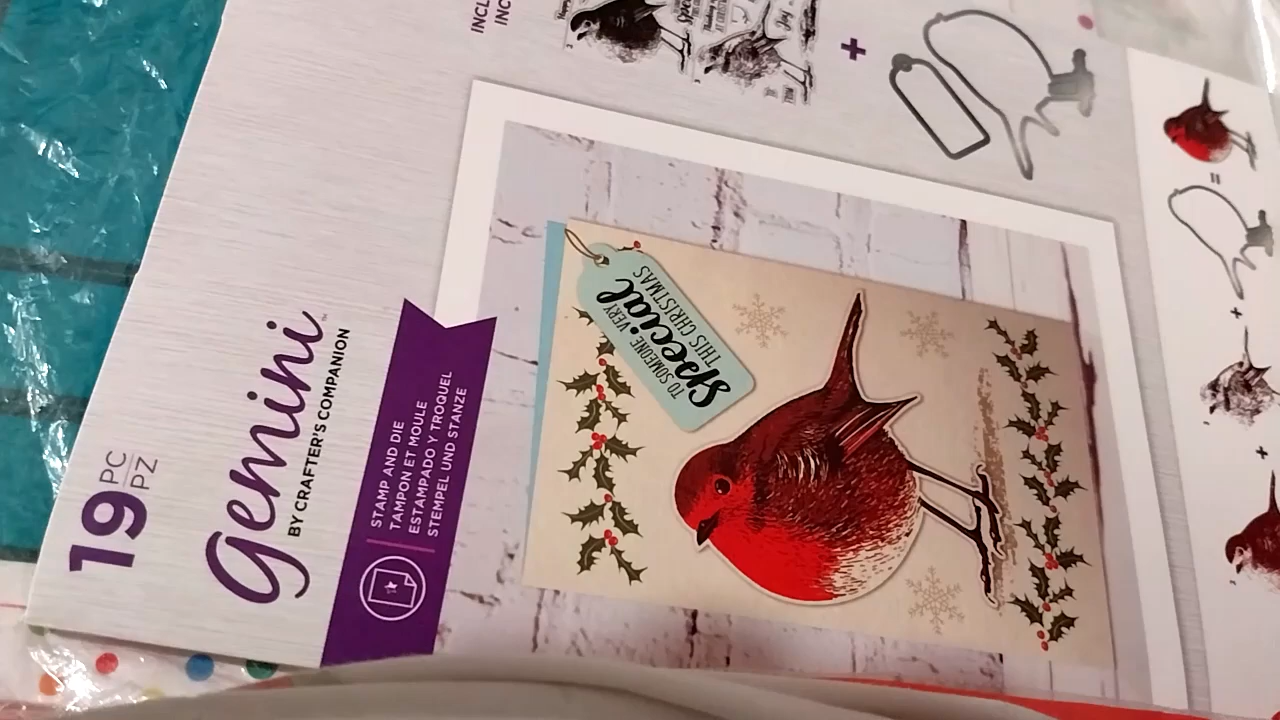 19 PC
PZ
Gemini™
BY CRAFTER'S COMPANION
STAMP AND DIE
TAMPON ET MOULE
ESTAMPADO Y TROQUEL
STEMPEL UND STANZE
TO SOMEONE VERY
Special
THIS CHRISTMAS
+
=
+
+